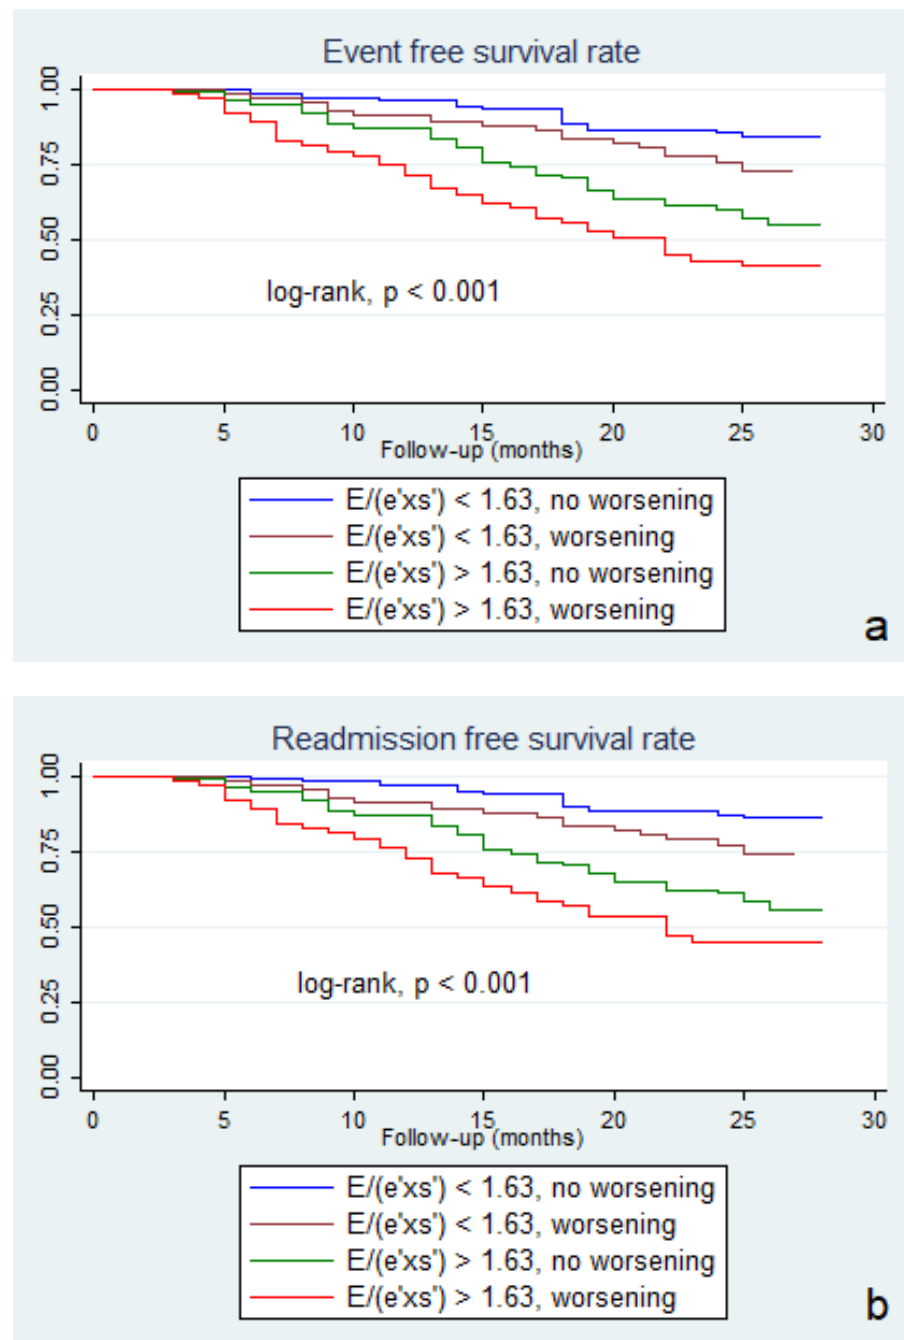 Event free survival rate
1.00
0.75
0.50
0.25
0.00
log-rank, p < 0.001
0 5 10 15 20 25 30
Follow-up (months)
E/(e'xs') < 1.63, no worsening
E/(e'xs') < 1.63, worsening
E/(e'xs') > 1.63, no worsening
E/(e'xs') > 1.63, worsening
a
Readmission free survival rate
1.00
0.75
0.50
0.25
0.00
log-rank, p < 0.001
0 5 10 15 20 25 30
Follow-up (months)
E/(e'xs') < 1.63, no worsening
E/(e'xs') < 1.63, worsening
E/(e'xs') > 1.63, no worsening
E/(e'xs') > 1.63, worsening
b